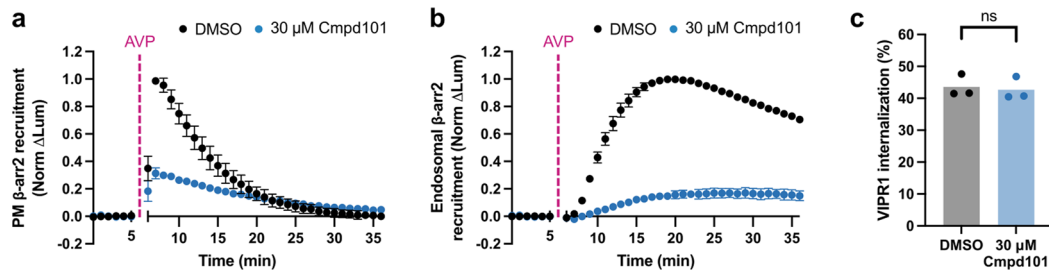 a
DMSO
30 µM Cmpd101
AVP
PM β-arr2 recruitment
(Norm ΔLum)
1.2
1.0
0.8
0.6
0.4
0.2
0.0
-0.2
5
10
15
20
25
30
35
Time (min)
b
DMSO
30 µM Cmpd101
AVP
Endosomal β-arr2
recruitment (Norm ΔLum)
1.2
1.0
0.8
0.6
0.4
0.2
0.0
-0.2
5
10
15
20
25
30
35
Time (min)
c
ns
VIPR1 internalization (%)
60
50
40
30
20
10
0
DMSO
30 µM
Cmpd101